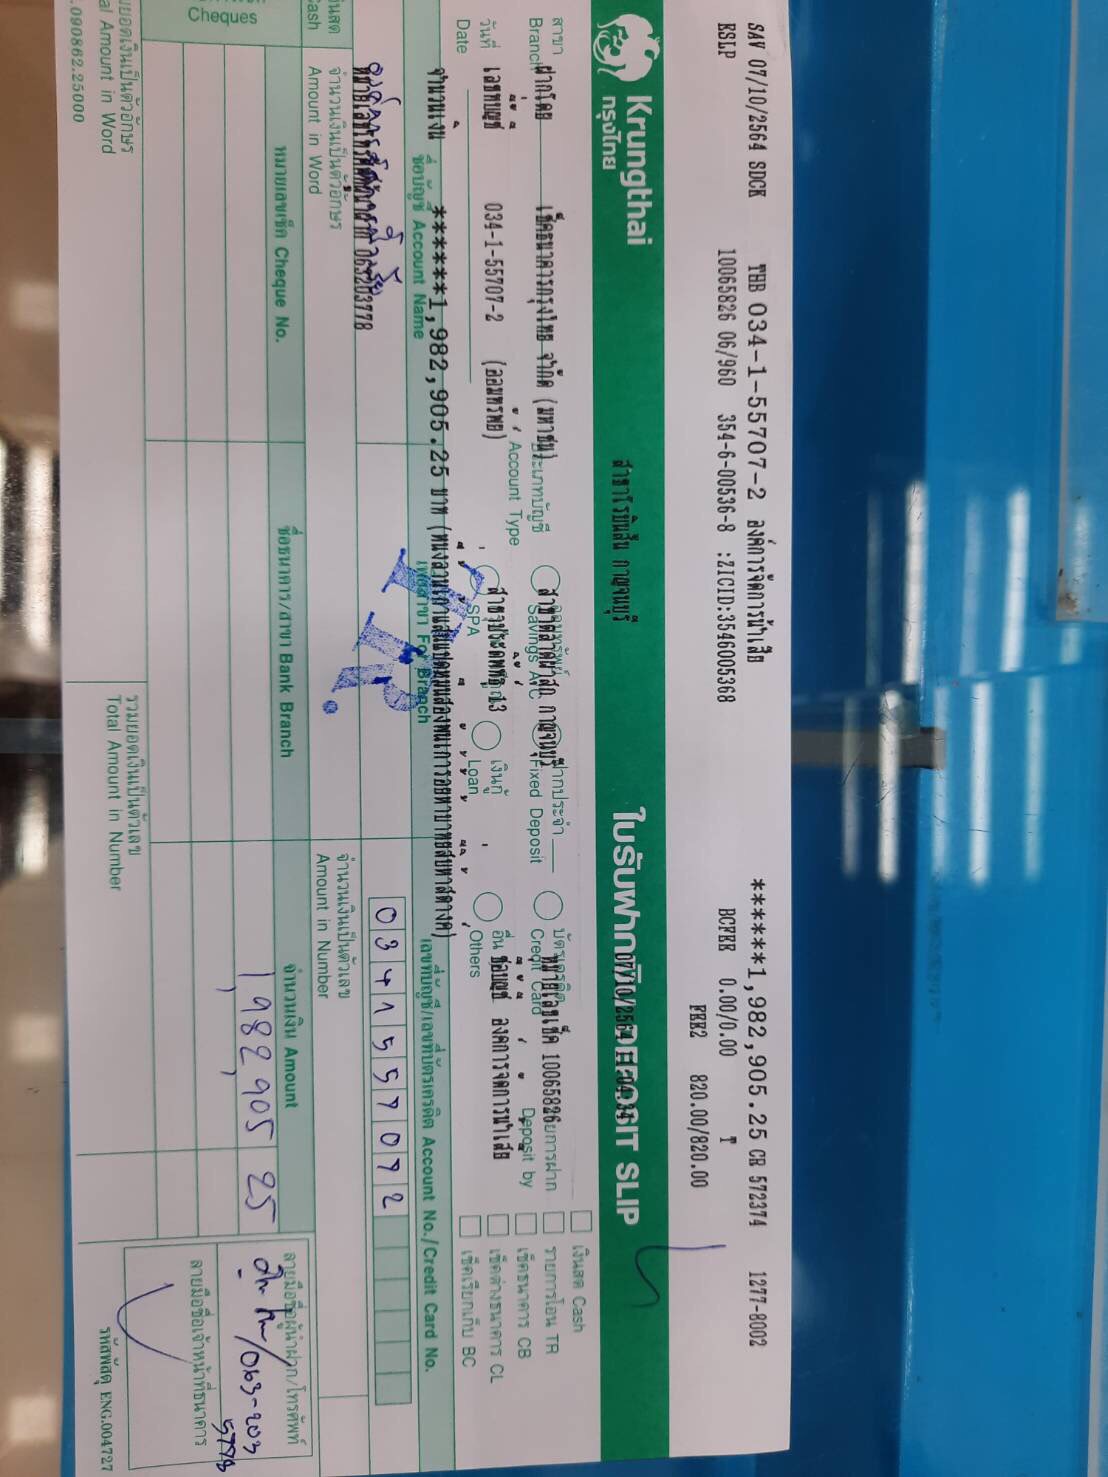 SAV 07/10/2564 SDCK THB 034-1-55707-2 องค์การจัดการน้ำเสีย ******1,982,905.25 CR 572374 1277-8002
ESLP 10065826 06/960 354-6-00536-8 :ZICID:3546005368 BCFEE 0.00/0.00 T
FEE2 820.00/820.00
Krungthai
กรุงไทย
สาขาโรบินสัน กาญจนบุรี
ใบรับฝากเงิน DEPOSIT SLIP
07/10/2564 11:04:34
เงินสด Cash
รายการโอน TR
เช็คธนาคาร CB
เช็คต่างธนาคาร CL
เช็คเรียกเก็บ BC
สาขา
Branch
ฝากโดย เช็คธนาคารกรุงไทย จำกัด (มหาชน) สาขาตลาดผาสุก กาญจนบุรี หมายเลขเช็ค 10065826
ประเภทบัญชี
Account Type
ออมทรัพย์
Savings A/C
ฝากประจำ
Fixed Deposit
บัตรเครดิต
Credit Card
รายการฝาก
Deposit by
วันที่
Date
เลขที่บัญชี 034-1-55707-2 (ออมทรัพย์) สาขาประดิพัทธ์ 13 ชื่อบัญชี องค์การจัดการน้ำเสีย
SPA
เงินกู้
Loan
อื่น ๆ
Others
จำนวนเงิน ******1,982,905.25 บาท (หนึ่งล้านเก้าแสนแปดหมื่นสองพันเก้าร้อยห้าบาทยี่สิบห้าสตางค์)
ชื่อบัญชี Account Name
เพื่อสาขา For Branch
เลขที่บัญชี/เลขที่บัตรเครดิต Account No./Credit Card No.
องค์การจัดการน้ำเสีย
0341557072
หมายเลขโทรศัพท์ผู้นำฝาก 063203778
TR.
เงินสด
Cash
จำนวนเงินเป็นตัวอักษร
Amount in Word
จำนวนเงินเป็นตัวเลข
Amount in Number
หมายเลขเช็ค Cheque No.
ชื่อธนาคาร/สาขา Bank Branch
จำนวนเงิน Amount
ลายมือชื่อผู้นำฝาก/โทรศัพท์
Cheques
1,982,905 25
/063-203
5778
ลายมือชื่อเจ้าหน้าที่ธนาคาร
รวมยอดเงินเป็นตัวอักษร
Total Amount in Word
รวมยอดเงินเป็นตัวเลข
Total Amount in Number
รหัสพัสดุ ENG.004727
.090862.25000